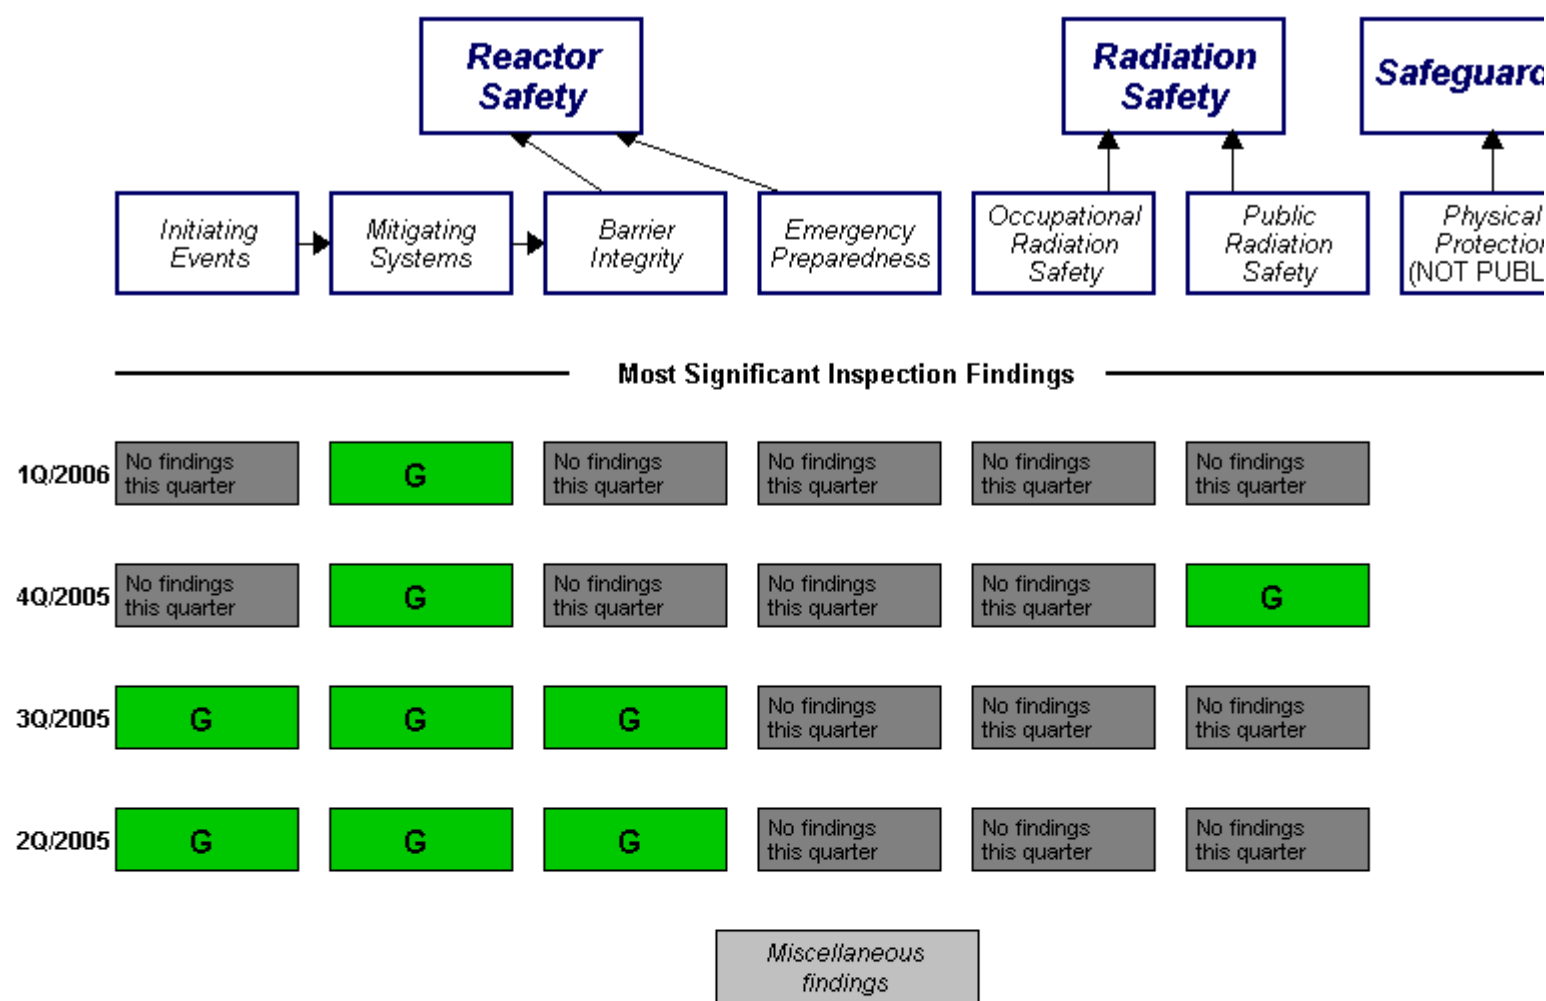 Reactor
Safety
Radiation
Safety
Safeguard
Initiating
Events
Mitigating
Systems
Barrier
Integrity
Emergency
Preparedness
Occupational
Radiation
Safety
Public
Radiation
Safety
Physical
Protection
(NOT PUBL
Most Significant Inspection Findings
1Q/2006
No findings
this quarter
G
No findings
this quarter
No findings
this quarter
No findings
this quarter
No findings
this quarter
4Q/2005
No findings
this quarter
G
No findings
this quarter
No findings
this quarter
No findings
this quarter
G
3Q/2005
G
G
G
No findings
this quarter
No findings
this quarter
No findings
this quarter
2Q/2005
G
G
G
No findings
this quarter
No findings
this quarter
No findings
this quarter
Miscellaneous
findings